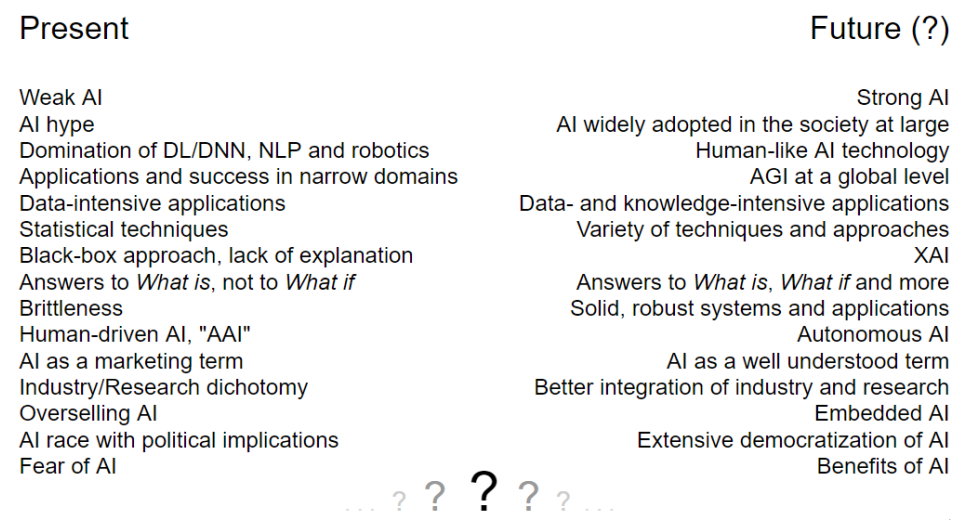 Present Future (?)
Weak AI Strong AI
AI hype AI widely adopted in the society at large
Domination of DL/DNN, NLP and robotics Human-like AI technology
Applications and success in narrow domains AGI at a global level
Data-intensive applications Data- and knowledge-intensive applications
Statistical techniques Variety of techniques and approaches
Black-box approach, lack of explanation XAI
Answers to What is, not to What if Answers to What is, What if and more
Brittleness Solid, robust systems and applications
Human-driven AI, "AAI" Autonomous AI
AI as a marketing term AI as a well understood term
Industry/Research dichotomy Better integration of industry and research
Overselling AI Embedded AI
AI race with political implications Extensive democratization of AI
Fear of AI Benefits of AI
... ? ? ? ? ? ...